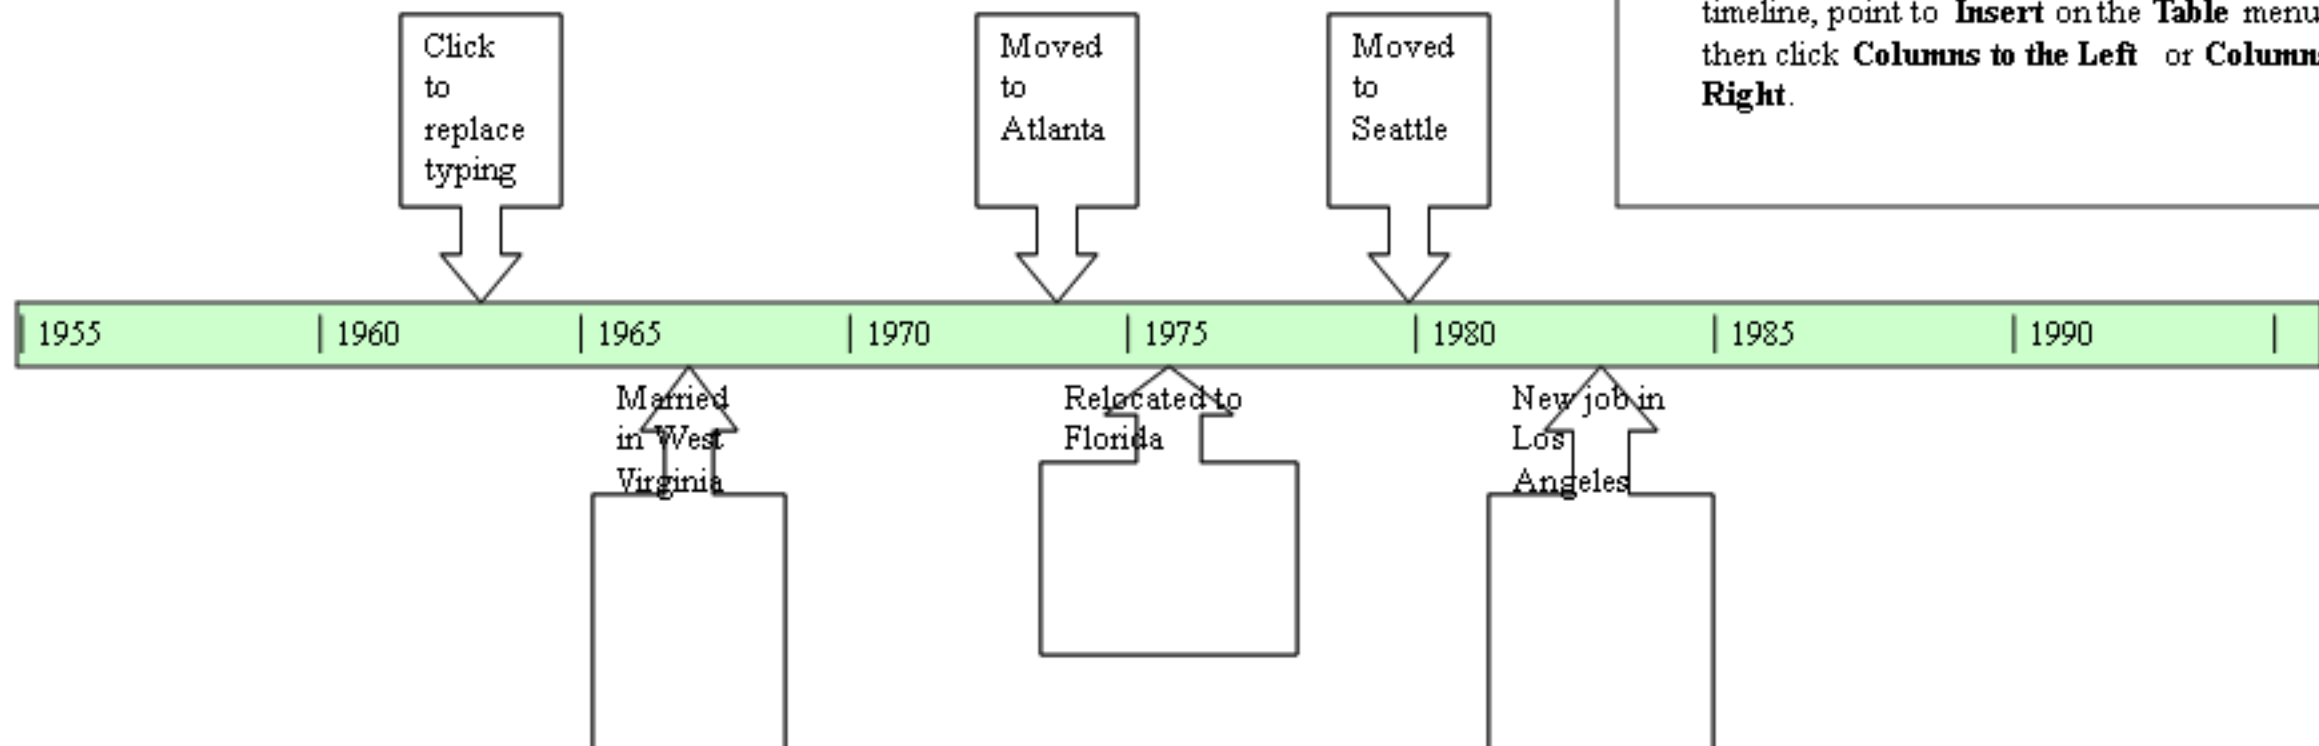 Click
to
replace
typing
Moved
to
Atlanta
Moved
to
Seattle
timeline, point to Insert on the Table menu
then click Columns to the Left or Columns
Right.
1955 1960 1965 1970 1975 1980 1985 1990
Married
in West
Virginia
Relocated to
Florida
New job in
Los
Angeles